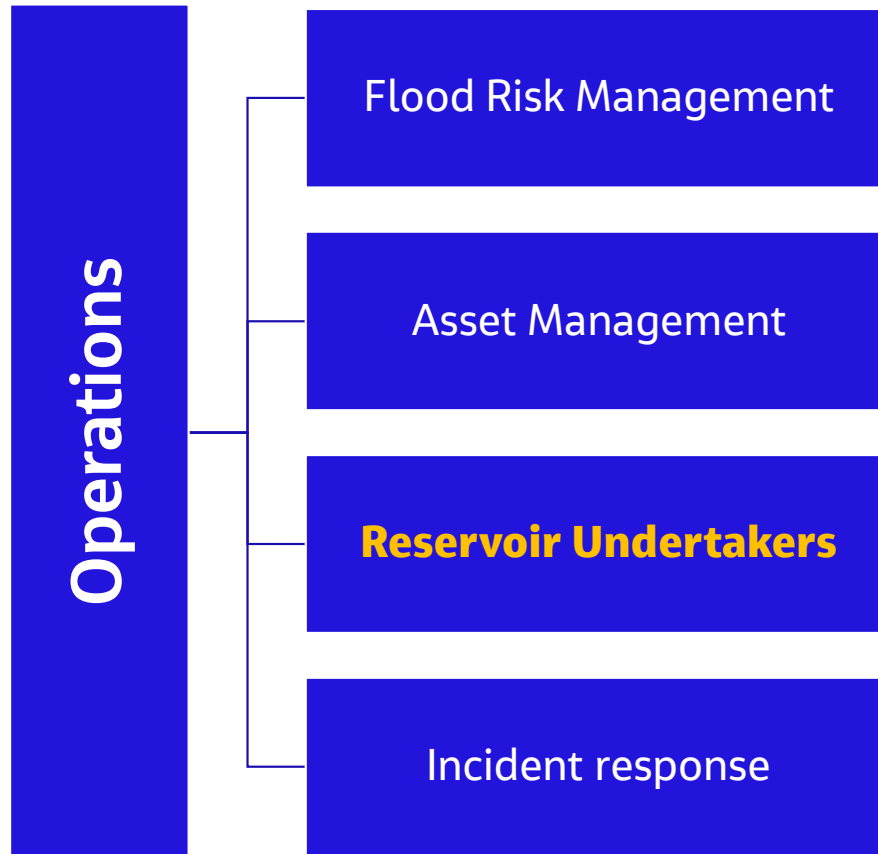 Operations
Flood Risk Management
Asset Management
Reservoir Undertakers
Incident response